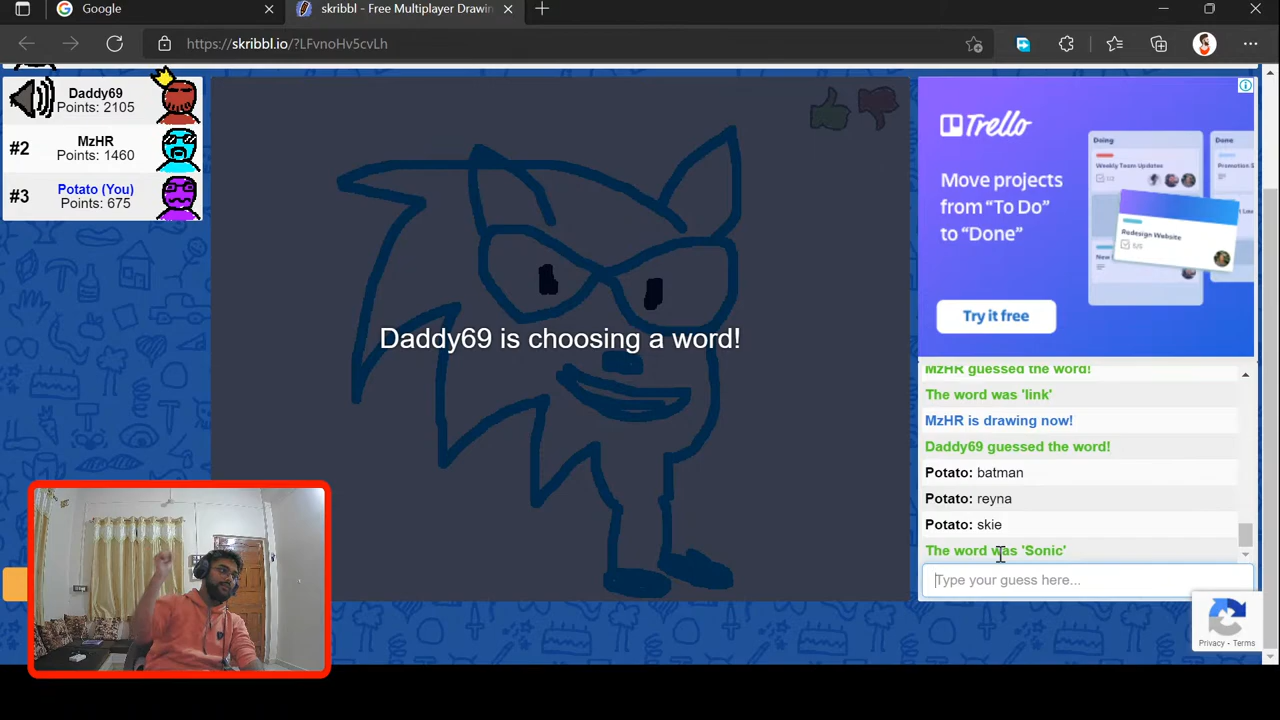 Google
skribbl - Free Multiplayer Drawin
https://skribbl.io/?LFvnoHv5cvLh
Daddy69
Points: 2105
#2
MzHR
Points: 1460
#3
Potato (You)
Points: 675
Daddy69 is choosing a word!
Trello
Move projects
from “To Do”
to “Done”
Try it free
Doing
Weekly Team Updates
Done
Promotion S
Redesign Website
MzHR guessed the word!
The word was 'link'
MzHR is drawing now!
Daddy69 guessed the word!
Potato: batman
Potato: reyna
Potato: skie
The word was 'Sonic'
Type your guess here...
Privacy - Terms